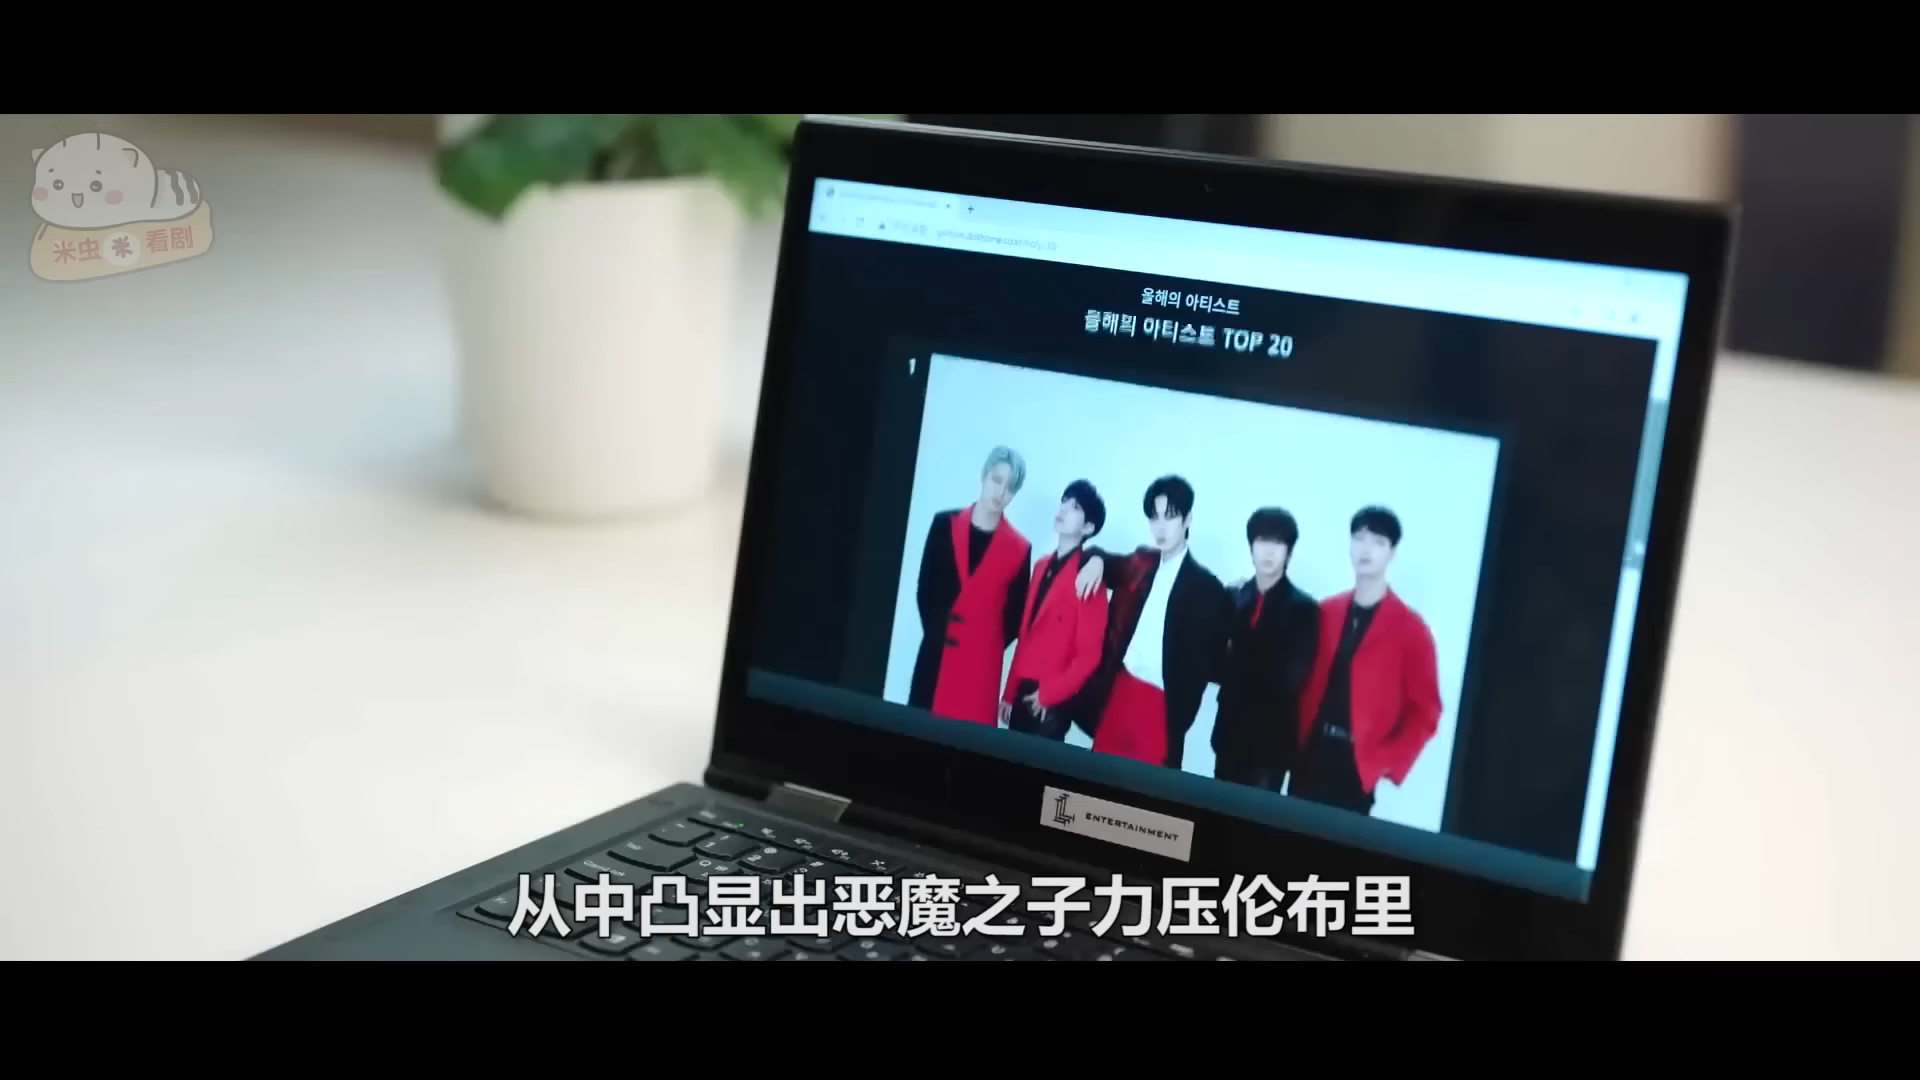 米虫米看剧
올해의 아티스트
올해의 아티스트 TOP 20
1
ENTERTAINMENT
从中凸显出恶魔之子力压伦布里